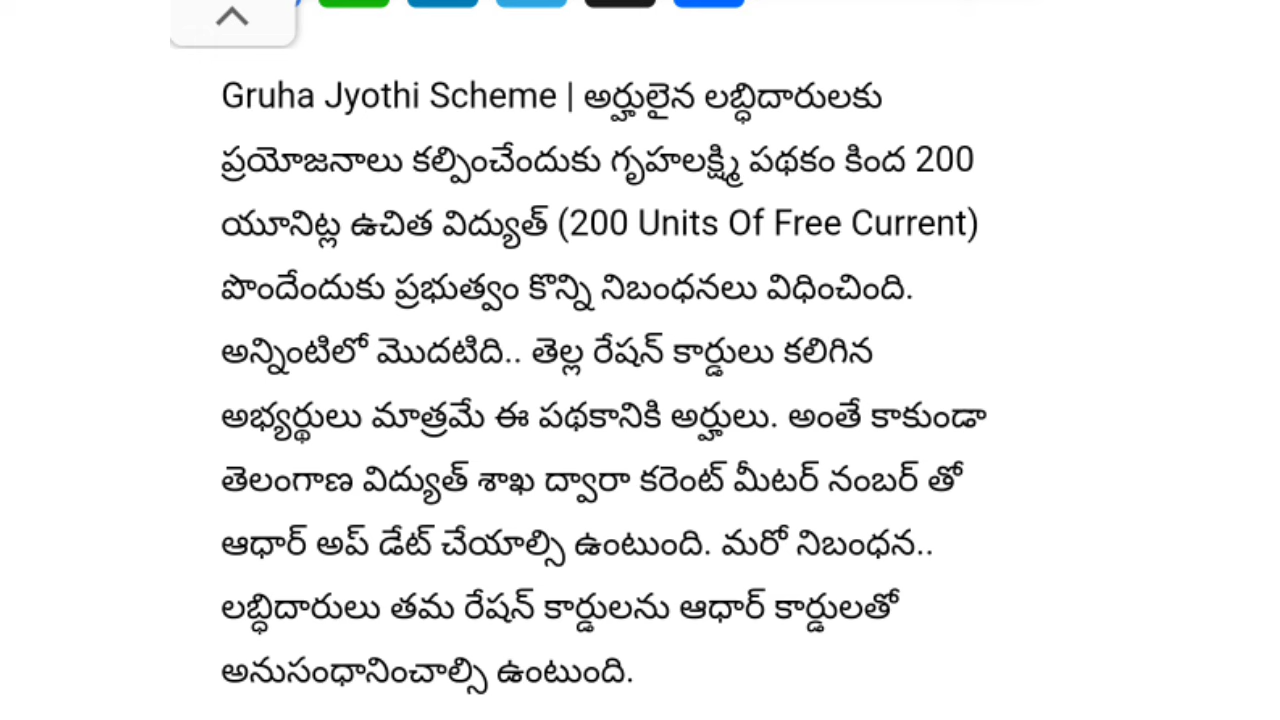 Gruha Jyothi Scheme | అర్హులైన లబ్ధిదారులకు
ప్రయోజనాలు కల్పించేందుకు గృహలక్ష్మి పథకం కింద 200
యూనిట్ల ఉచిత విద్యుత్ (200 Units Of Free Current)
పొందేందుకు ప్రభుత్వం కొన్ని నిబంధనలు విధించింది.
అన్నింటిలో మొదటిది.. తెల్ల రేషన్ కార్డులు కలిగిన
అభ్యర్థులు మాత్రమే ఈ పథకానికి అర్హులు. అంతే కాకుండా
తెలంగాణ విద్యుత్ శాఖ ద్వారా కరెంట్ మీటర్ నంబర్ తో
ఆధార్ అప్ డేట్ చేయాల్సి ఉంటుంది. మరో నిబంధన..
లబ్ధిదారులు తమ రేషన్ కార్డులను ఆధార్ కార్డులతో
అనుసంధానించాల్సి ఉంటుంది.